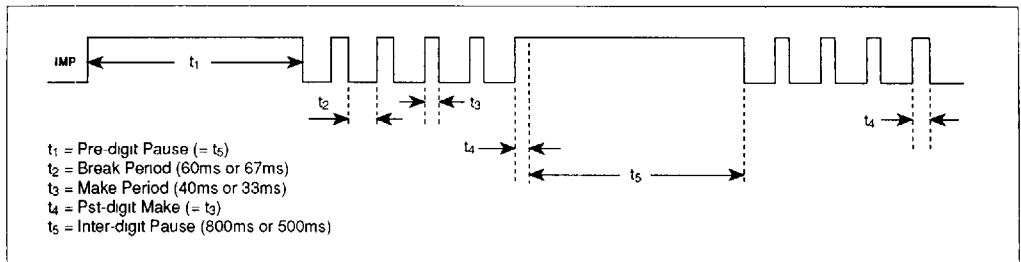 IMP
t1
t2
t3
t4
t4
t5
t1 = Pre-digit Pause (= t5)
t2 = Break Period (60ms or 67ms)
t3 = Make Period (40ms or 33ms)
t4 = Pst-digit Make (= t3)
t5 = Inter-digit Pause (800ms or 500ms)